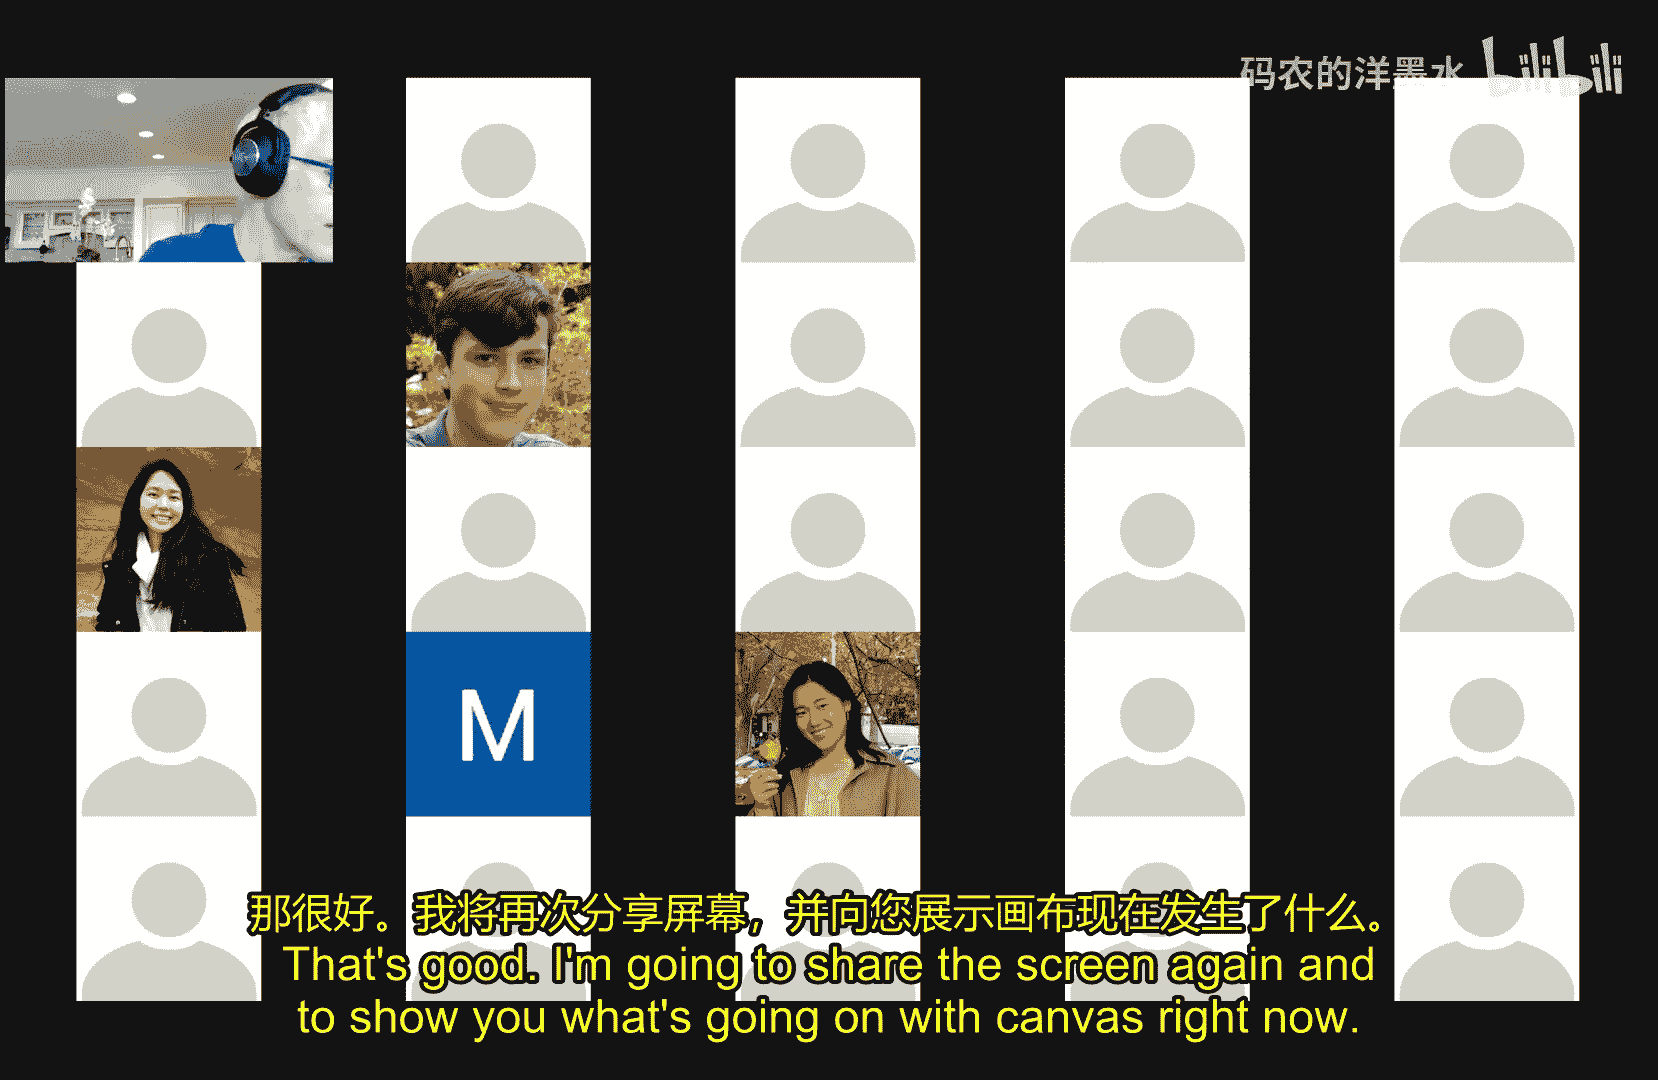 码农的洋墨水 bilibili
M
那很好。我将再次分享屏幕，并向您展示画布现在发生了什么。
That's good. I'm going to share the screen again and
to show you what's going on with canvas right now.